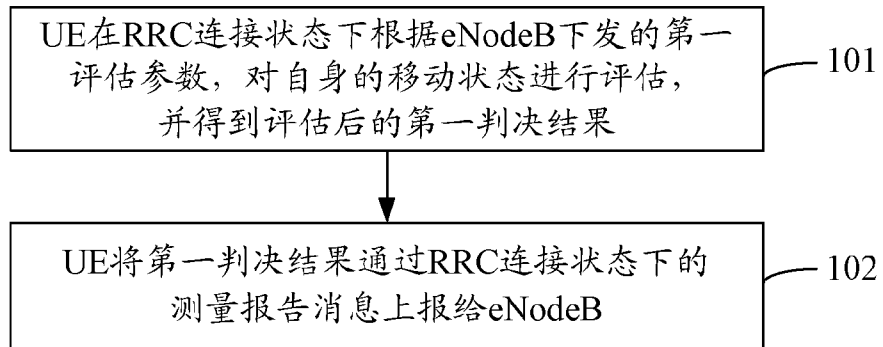 UE在RRC连接状态下根据eNodeB下发的第一
评估参数，对自身的移动状态进行评估，
并得到评估后的第一判决结果
101
UE将第一判决结果通过RRC连接状态下的
测量报告消息上报给eNodeB
102